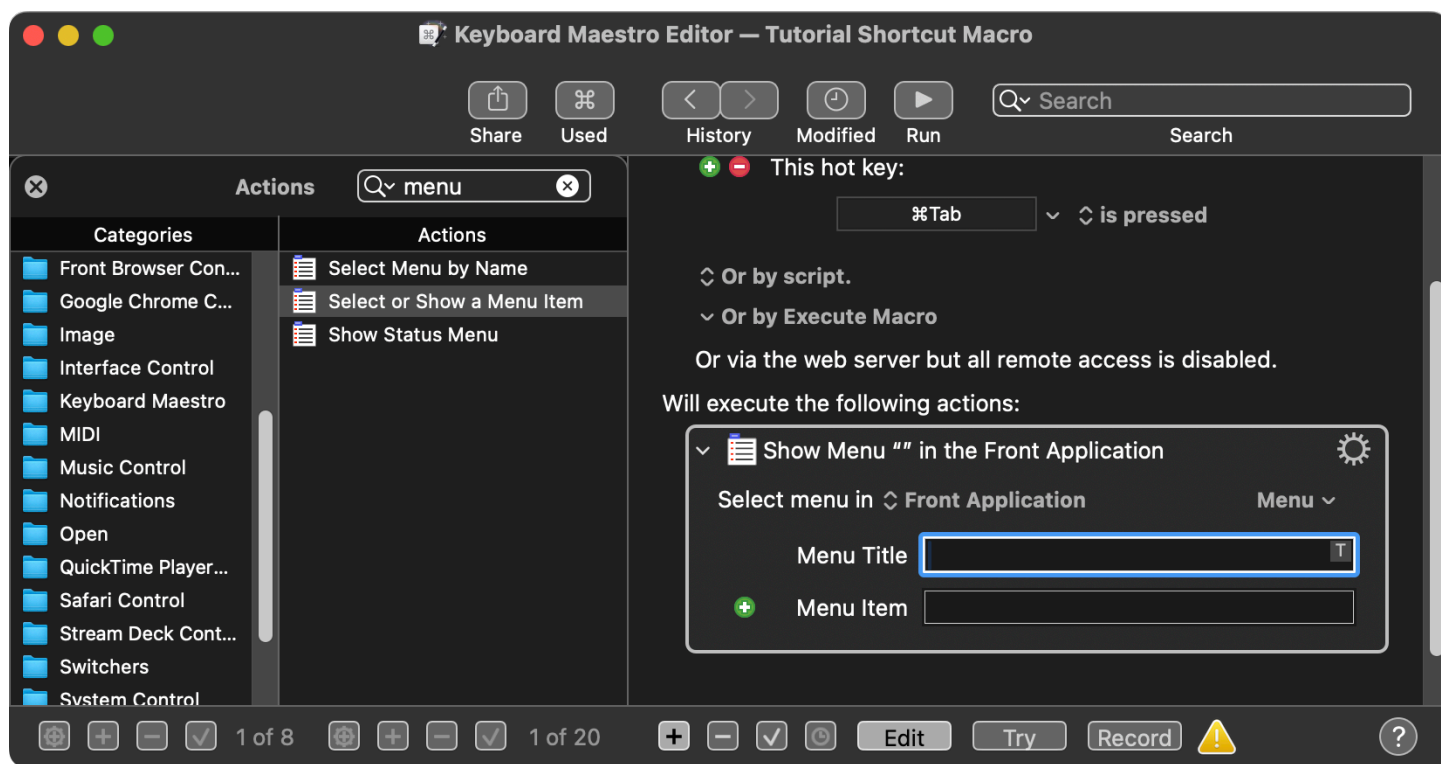 Keyboard Maestro Editor — Tutorial Shortcut Macro
Share
Used
History
Modified
Run
Search
Search
Actions
menu
Categories
Actions
Front Browser Con...
Google Chrome C...
Image
Interface Control
Keyboard Maestro
MIDI
Music Control
Notifications
Open
QuickTime Player...
Safari Control
Stream Deck Cont...
Switchers
System Control
Select Menu by Name
Select or Show a Menu Item
Show Status Menu
This hot key:
⌘Tab
is pressed
Or by script.
Or by Execute Macro
Or via the web server but all remote access is disabled.
Will execute the following actions:
Show Menu “” in the Front Application
Select menu in Front Application Menu
Menu Title
T
Menu Item
1 of 8
1 of 20
Edit
Try
Record
?